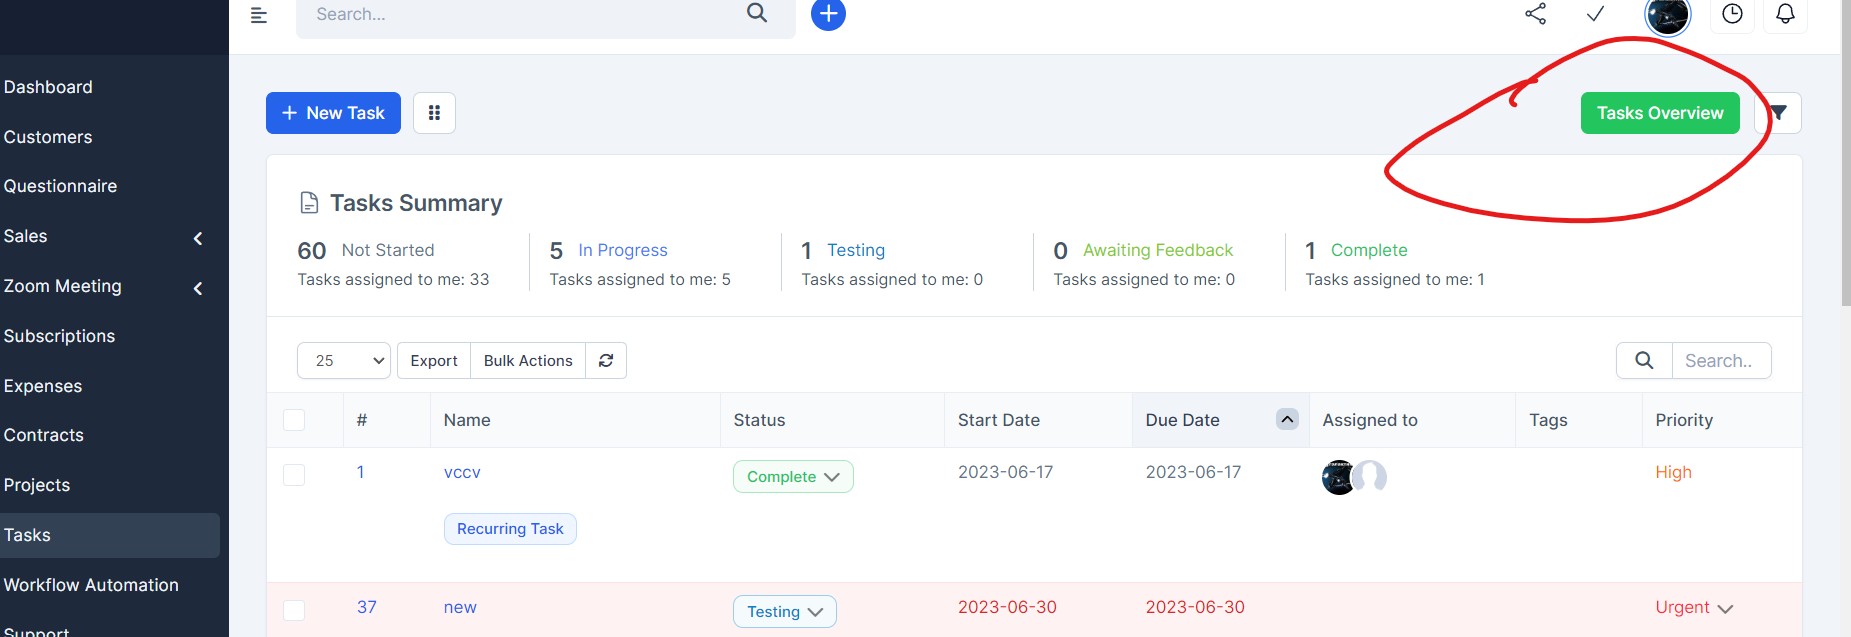 Search...
Dashboard
Customers
Questionnaire
Sales
Zoom Meeting
Subscriptions
Expenses
Contracts
Projects
Tasks
Workflow Automation
Support
+ New Task
Tasks Overview
Tasks Summary
60 Not Started
Tasks assigned to me: 33
5 In Progress
Tasks assigned to me: 5
1 Testing
Tasks assigned to me: 0
0 Awaiting Feedback
Tasks assigned to me: 0
1 Complete
Tasks assigned to me: 1
25 Export Bulk Actions Search..
# Name Status Start Date Due Date Assigned to Tags Priority
1 vccv Complete 2023-06-17 2023-06-17 High
Recurring Task
37 new Testing 2023-06-30 2023-06-30 Urgent